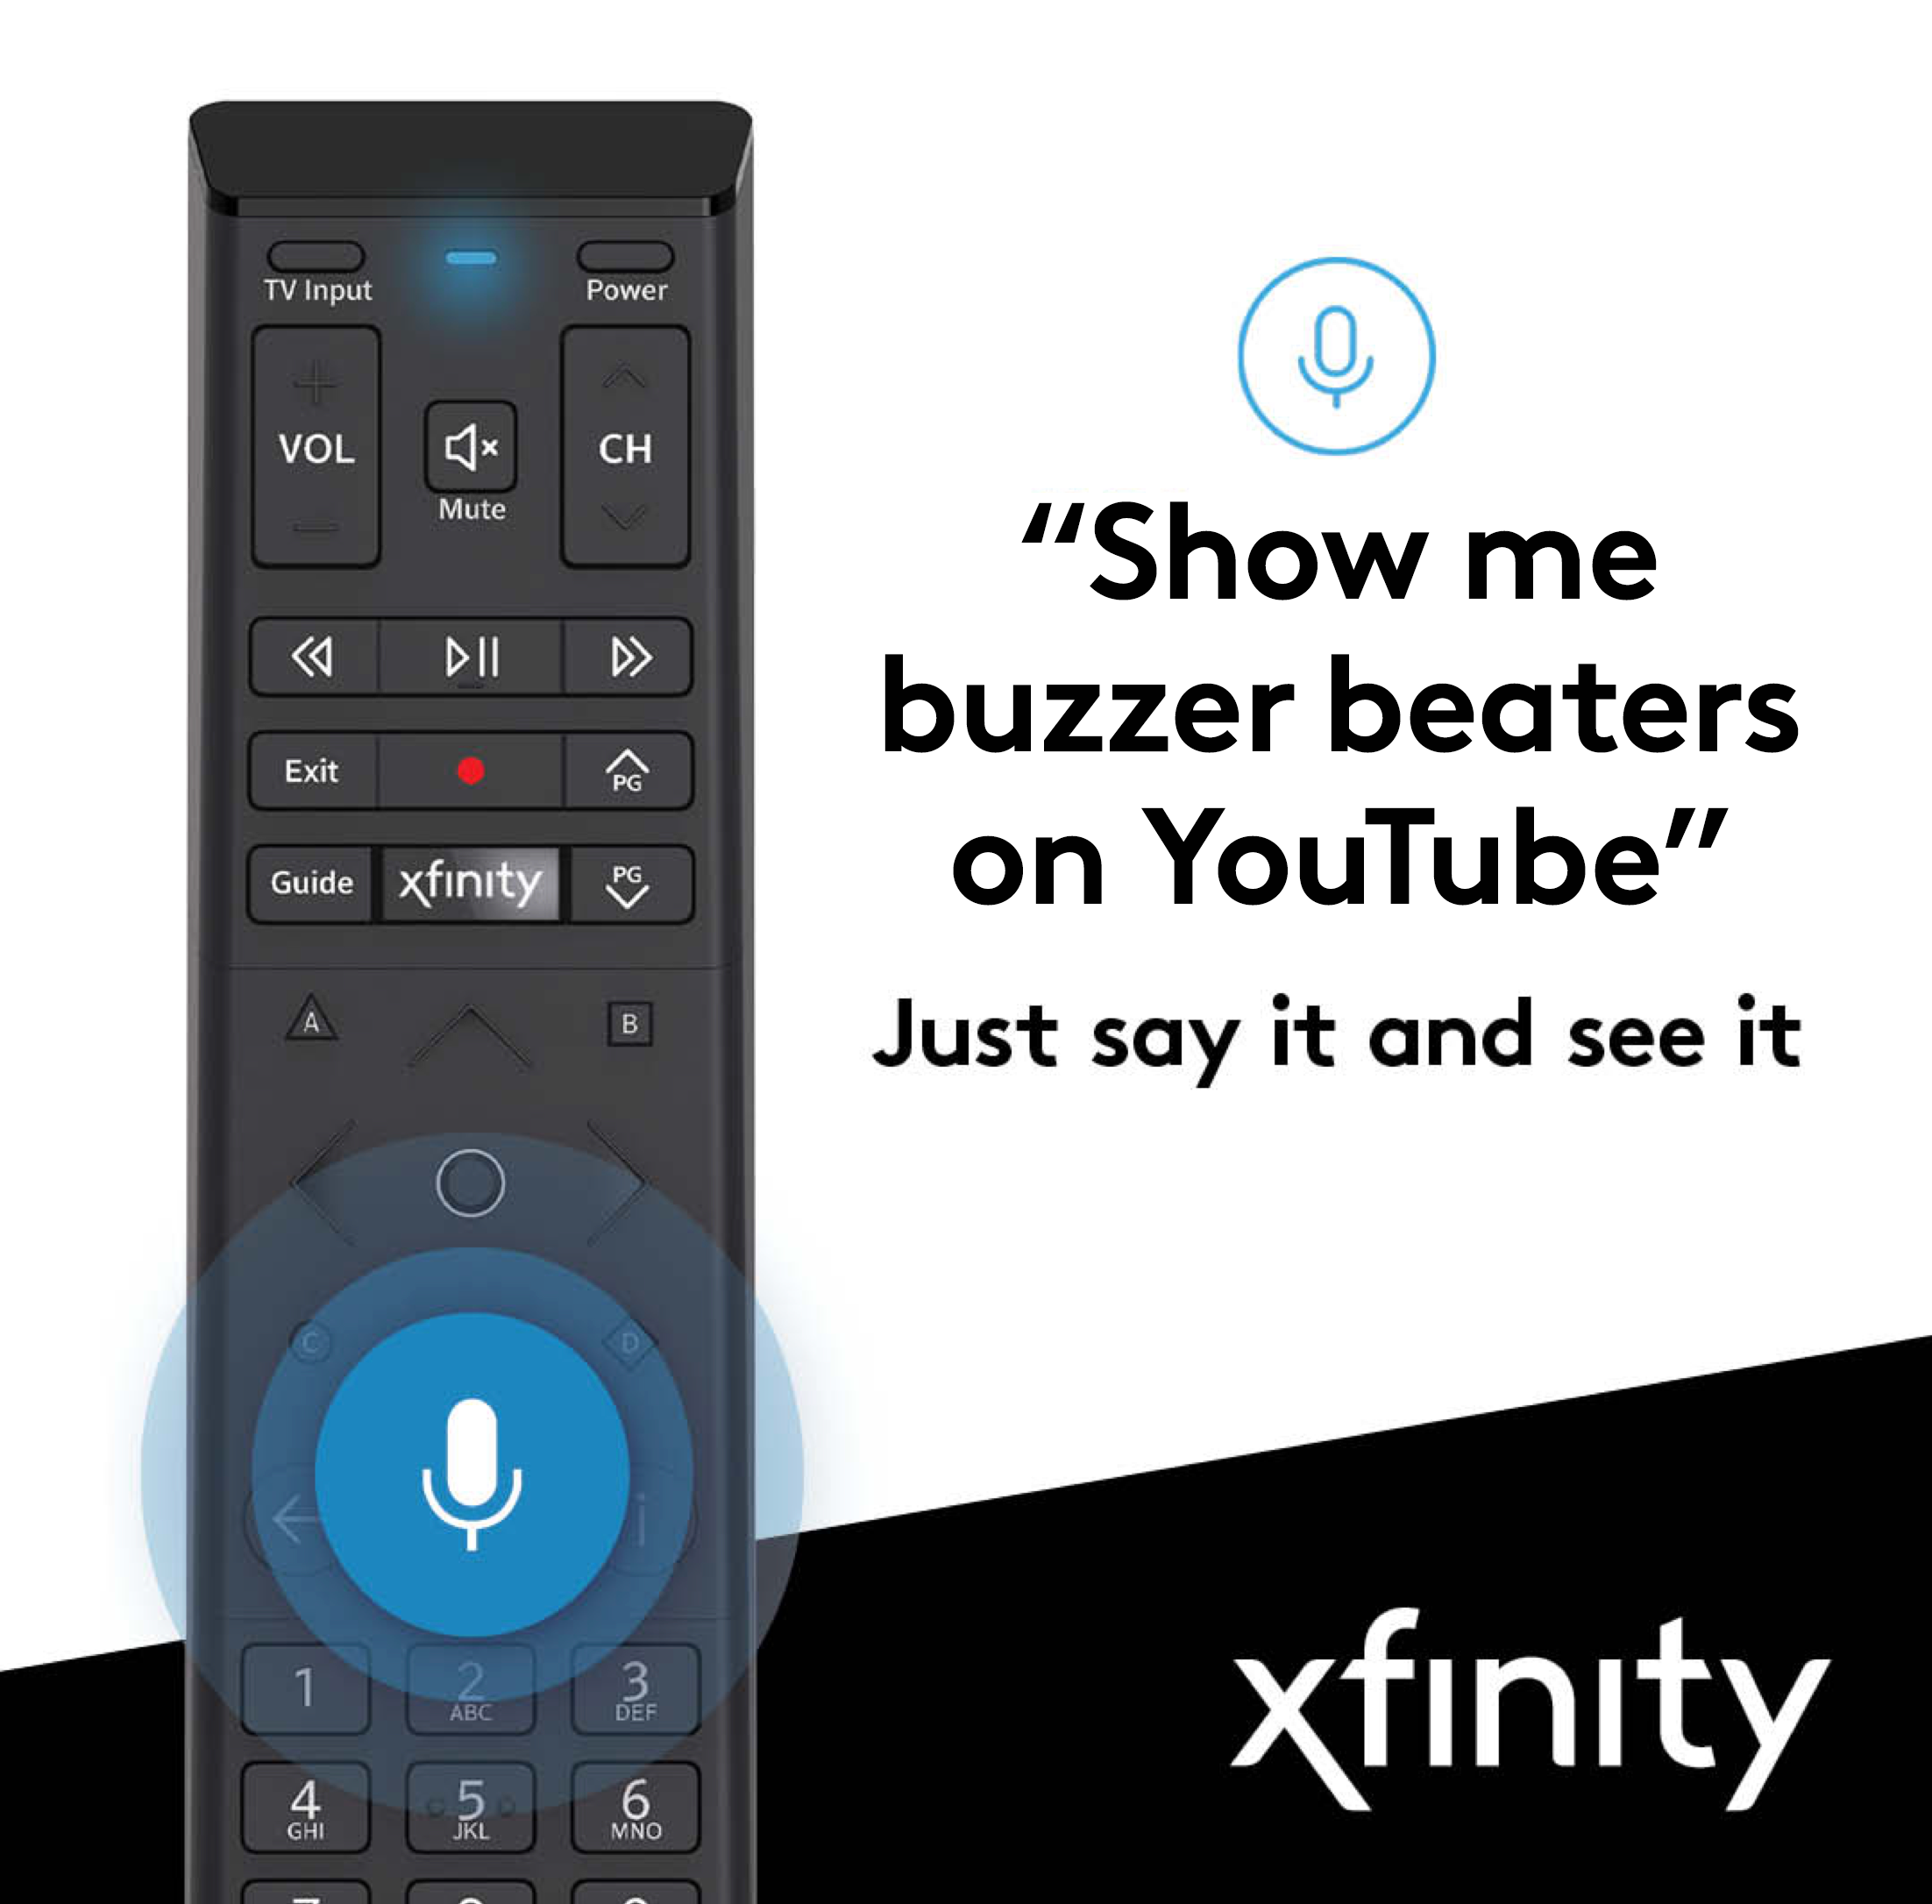 TV Input
Power
VOL
CH
Mute
Exit
PG
Guide
xfinity
PG
A
B
C
D
i
1
2
ABC
3
DEF
4
GHI
5
JKL
6
MNO
“Show me
buzzer beaters
on YouTube”
Just say it and see it
xfinity